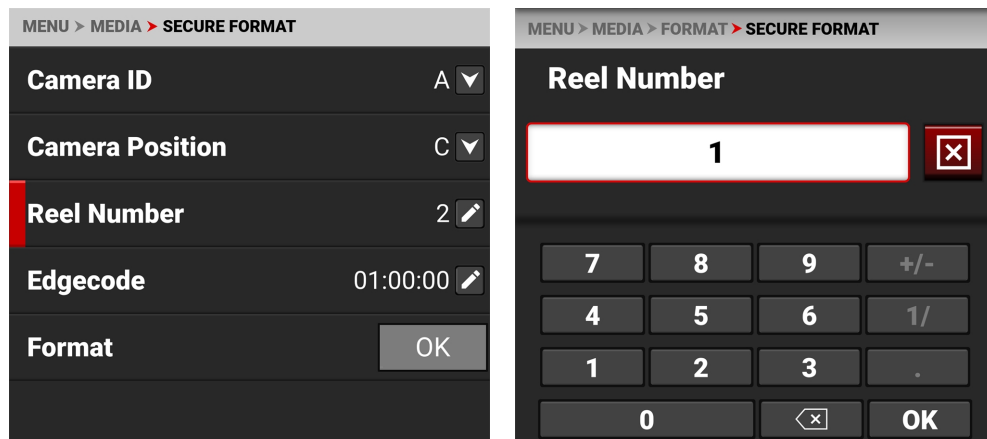 MENU > MEDIA > SECURE FORMAT
Camera ID A
Camera Position C
Reel Number 2
Edgecode 01:00:00
Format OK
MENU > MEDIA > FORMAT > SECURE FORMAT
Reel Number
1
7 8 9 +/-
4 5 6 1/
1 2 3 .
0 OK